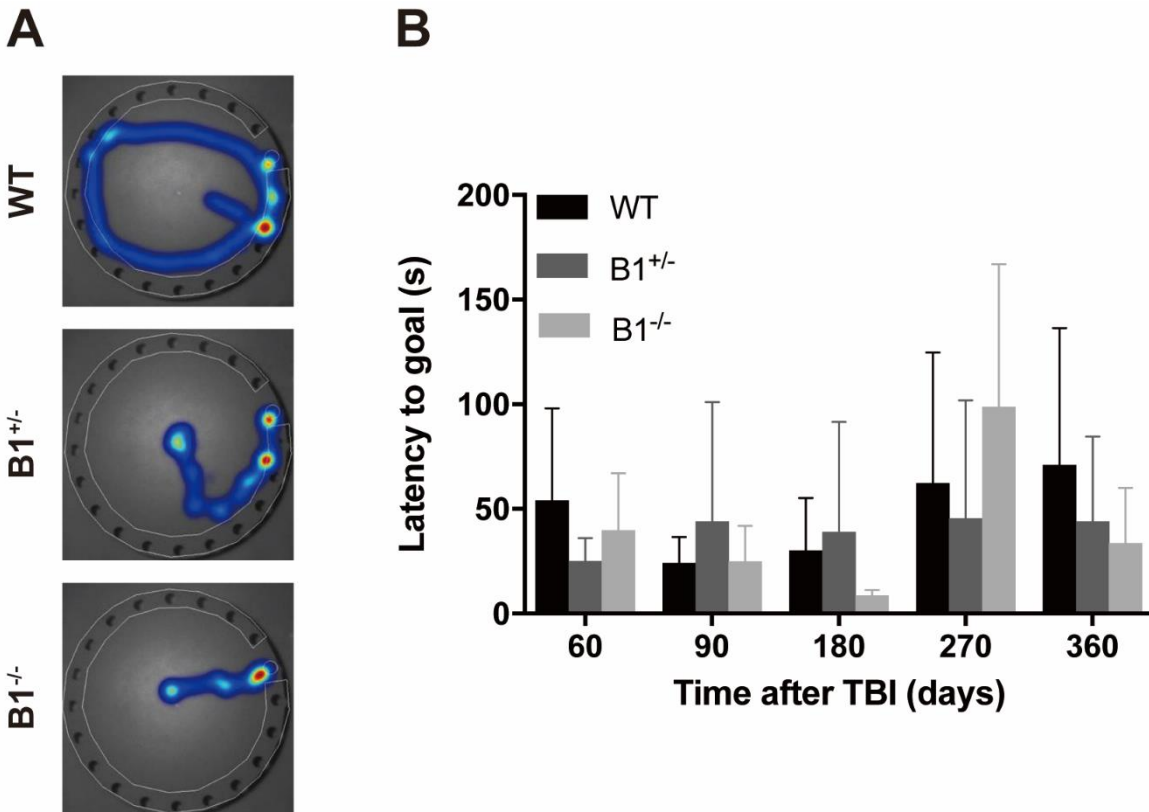 A
WT
B1+/-
B1-/-
B
Latency to goal (s)
200
150
100
50
0
WT
B1+/-
B1-/-
60 90 180 270 360
Time after TBI (days)